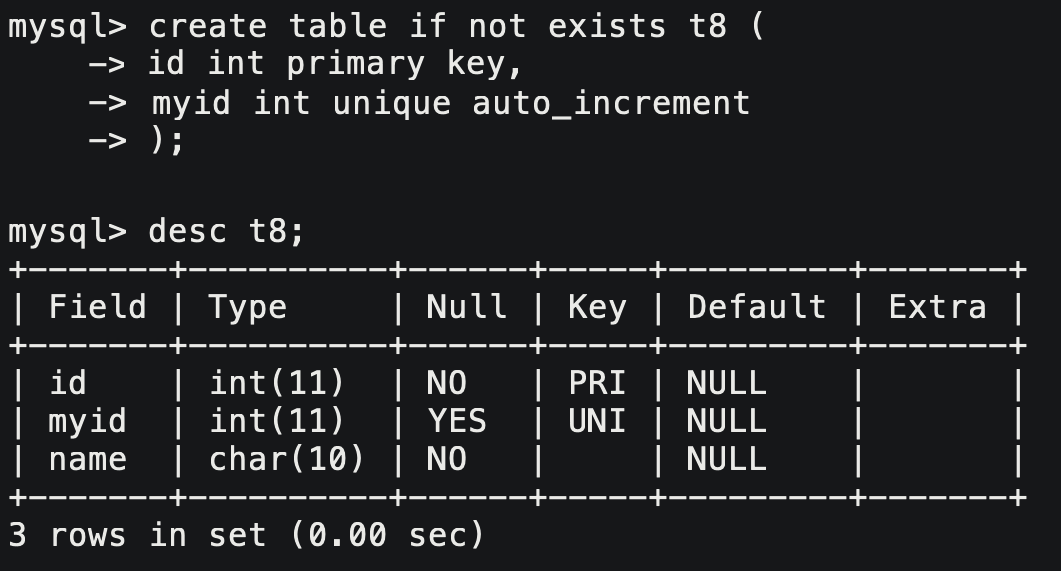 mysql> create table if not exists t8 (
    -> id int primary key,
    -> myid int unique auto_increment
    -> );
mysql> desc t8;
+-------+----------+------+-----+---------+-------+
| Field | Type     | Null | Key | Default | Extra |
+-------+----------+------+-----+---------+-------+
| id    | int(11)  | NO   | PRI | NULL    |       |
| myid  | int(11)  | YES  | UNI | NULL    |       |
| name  | char(10) | NO   |     | NULL    |       |
+-------+----------+------+-----+---------+-------+
3 rows in set (0.00 sec)